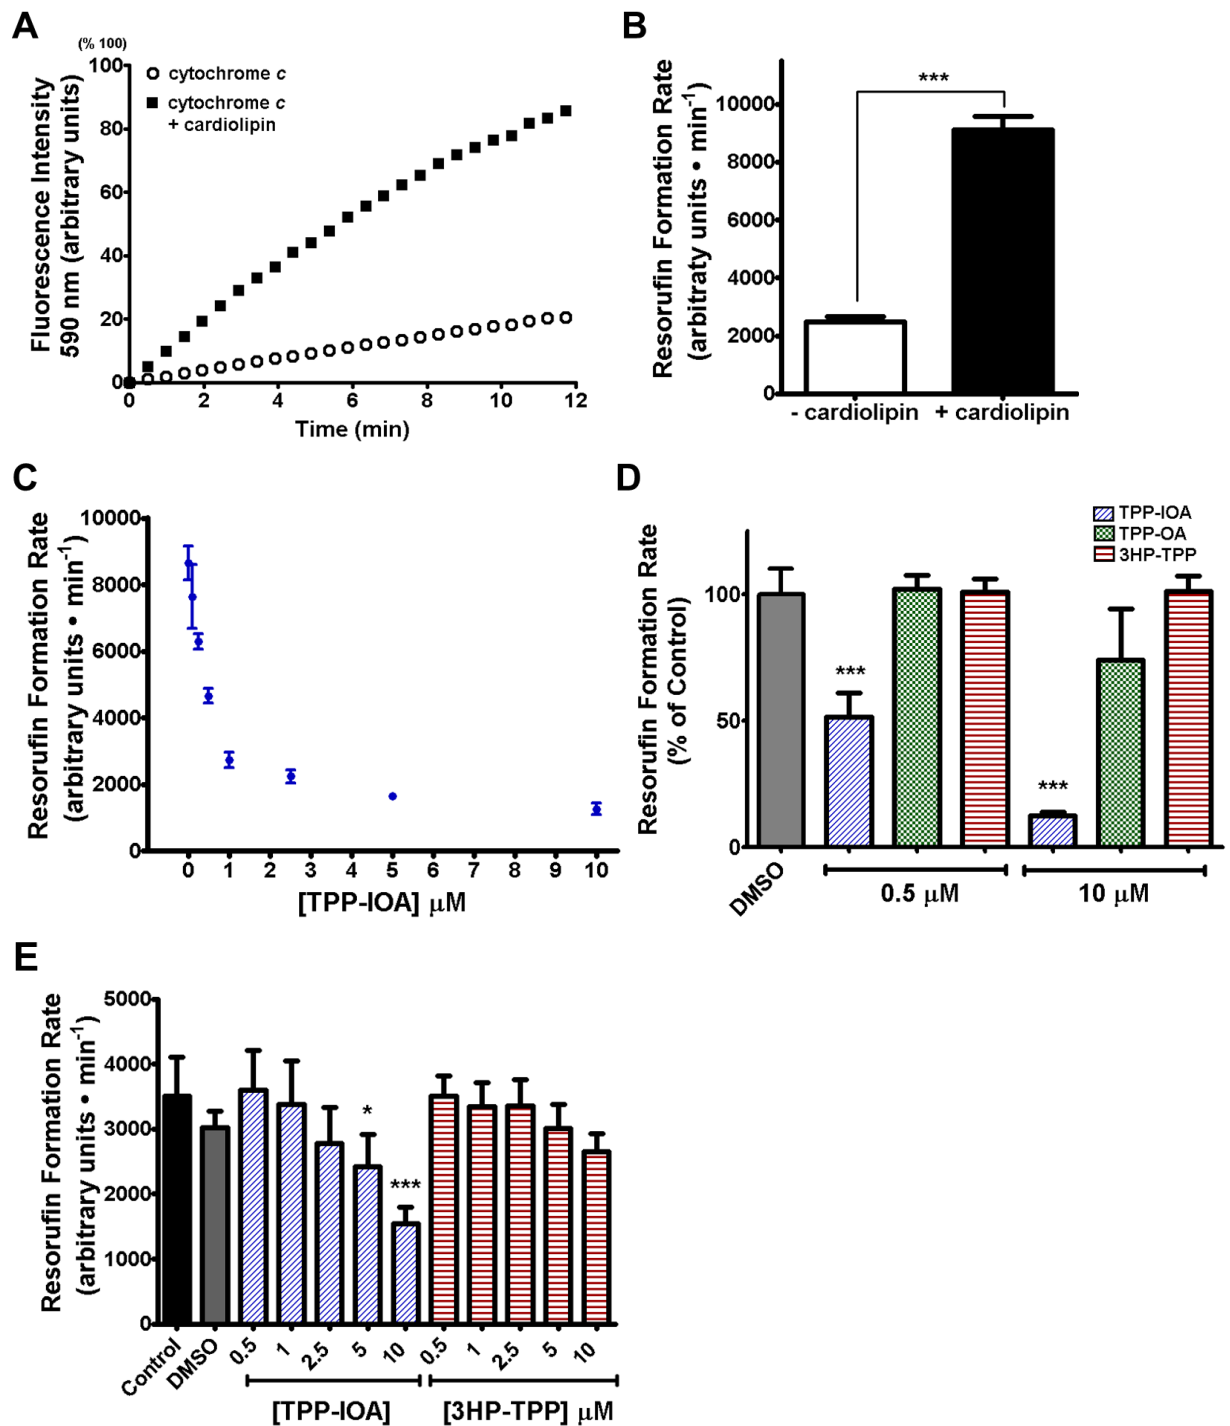 A
(% 100)
Fluorescence Intensity
590 nm (arbitrary units)
100
80
60
40
20
0
cytochrome c
cytochrome c
+ cardiolipin
0 2 4 6 8 10 12
Time (min)
B
***
Resorufin Formation Rate
(arbitraty units • min-1)
10000
8000
6000
4000
2000
0
- cardiolipin + cardiolipin
C
Resorufin Formation Rate
(arbitrary units • min-1)
10000
8000
6000
4000
2000
0
0 1 2 3 4 5 6 7 8 9 10
[TPP-IOA] μM
D
TPP-IOA
TPP-OA
3HP-TPP
Resorufin Formation Rate
(% of Control)
100
50
0
***
***
DMSO
0.5 μM
10 μM
E
Resorufin Formation Rate
(arbitrary units • min-1)
5000
4000
3000
2000
1000
0
*
***
Control DMSO 0.5 1 2.5 5 10 0.5 1 2.5 5 10
[TPP-IOA] [3HP-TPP] μM